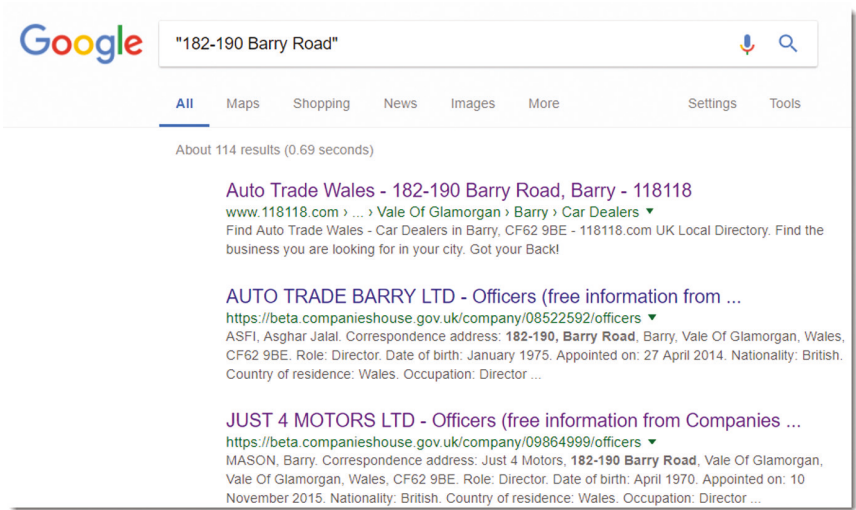 Google
"182-190 Barry Road"
All Maps Shopping News Images More Settings Tools
About 114 results (0.69 seconds)
Auto Trade Wales - 182-190 Barry Road, Barry - 118118
www.118118.com › ... › Vale Of Glamorgan › Barry › Car Dealers ▼
Find Auto Trade Wales - Car Dealers in Barry, CF62 9BE - 118118.com UK Local Directory. Find the
business you are looking for in your city. Got your Back!
AUTO TRADE BARRY LTD - Officers (free information from ...
https://beta.companieshouse.gov.uk/company/08522592/officers ▼
ASFI, Asghar Jalal. Correspondence address: 182-190, Barry Road, Barry, Vale Of Glamorgan, Wales,
CF62 9BE. Role: Director. Date of birth: January 1975. Appointed on: 27 April 2014. Nationality: British.
Country of residence: Wales. Occupation: Director ...
JUST 4 MOTORS LTD - Officers (free information from Companies ...
https://beta.companieshouse.gov.uk/company/09864999/officers ▼
MASON, Barry. Correspondence address: Just 4 Motors, 182-190 Barry Road, Vale Of Glamorgan,
Vale Of Glamorgan, Wales, CF62 9BE. Role: Director. Date of birth: April 1970. Appointed on: 10
November 2015. Nationality: British. Country of residence: Wales. Occupation: Director ...